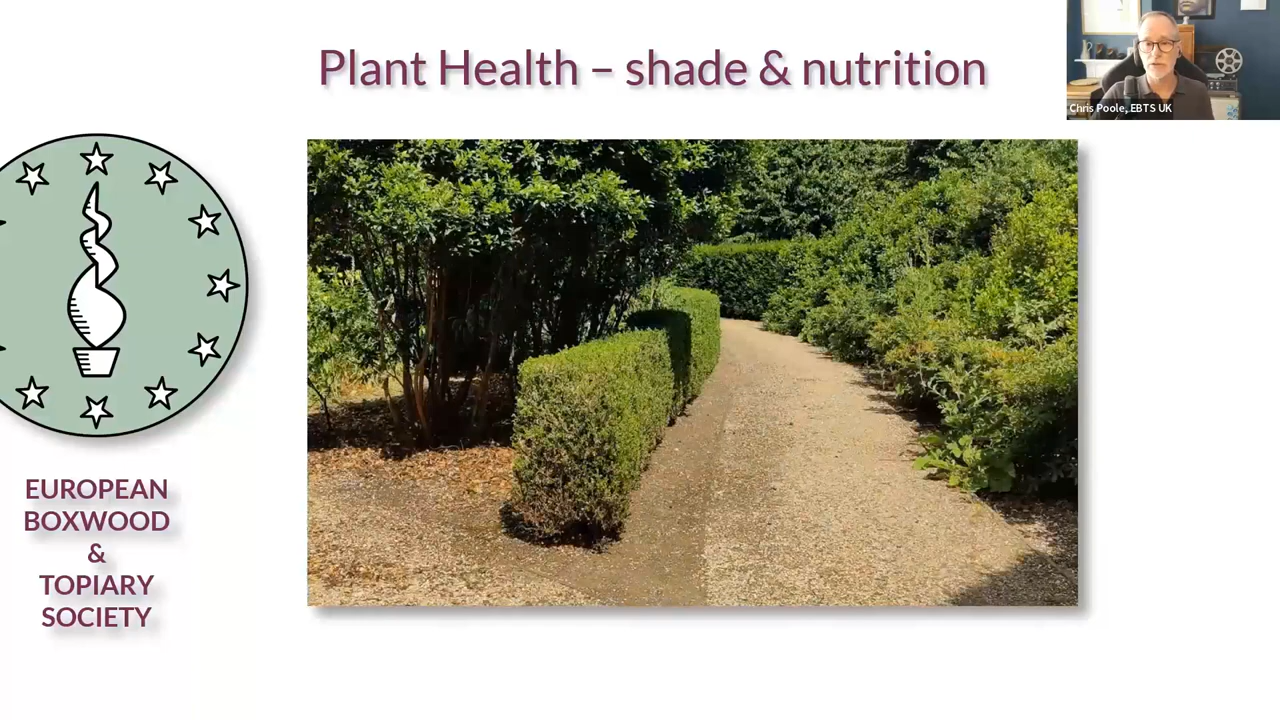 Plant Health – shade & nutrition
Chris Poole, EBTS UK
EUROPEAN
BOXWOOD
&
TOPIARY
SOCIETY